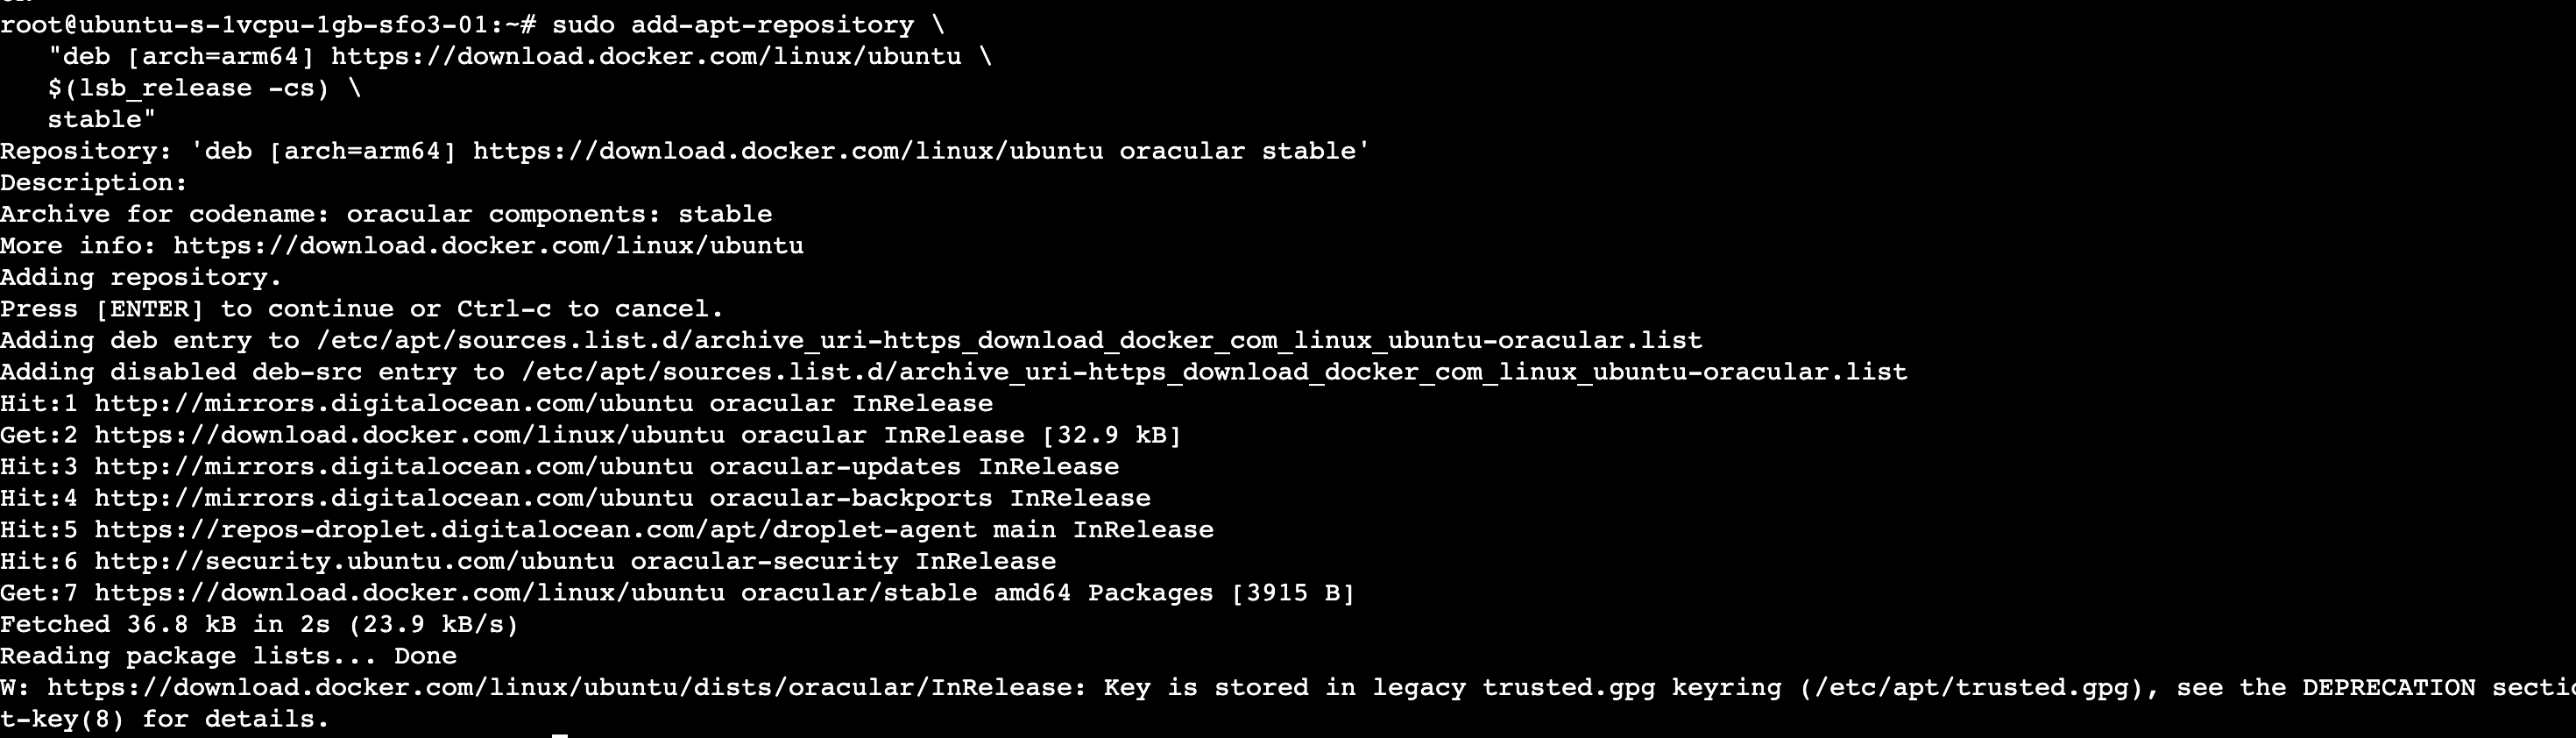 root@ubuntu-s-1vcpu-1gb-sfo3-01:~# sudo add-apt-repository \
   "deb [arch=arm64] https://download.docker.com/linux/ubuntu \
   $(lsb_release -cs) \
   stable"
Repository: 'deb [arch=arm64] https://download.docker.com/linux/ubuntu oracular stable'
Description:
Archive for codename: oracular components: stable
More info: https://download.docker.com/linux/ubuntu
Adding repository.
Press [ENTER] to continue or Ctrl-c to cancel.
Adding deb entry to /etc/apt/sources.list.d/archive_uri-https_download_docker_com_linux_ubuntu-oracular.list
Adding disabled deb-src entry to /etc/apt/sources.list.d/archive_uri-https_download_docker_com_linux_ubuntu-oracular.list
Hit:1 http://mirrors.digitalocean.com/ubuntu oracular InRelease
Get:2 https://download.docker.com/linux/ubuntu oracular InRelease [32.9 kB]
Hit:3 http://mirrors.digitalocean.com/ubuntu oracular-updates InRelease
Hit:4 http://mirrors.digitalocean.com/ubuntu oracular-backports InRelease
Hit:5 https://repos-droplet.digitalocean.com/apt/droplet-agent main InRelease
Hit:6 http://security.ubuntu.com/ubuntu oracular-security InRelease
Get:7 https://download.docker.com/linux/ubuntu oracular/stable amd64 Packages [3915 B]
Fetched 36.8 kB in 2s (23.9 kB/s)
Reading package lists... Done
W: https://download.docker.com/linux/ubuntu/dists/oracular/InRelease: Key is stored in legacy trusted.gpg keyring (/etc/apt/trusted.gpg), see the DEPRECATION sectio
t-key(8) for details.